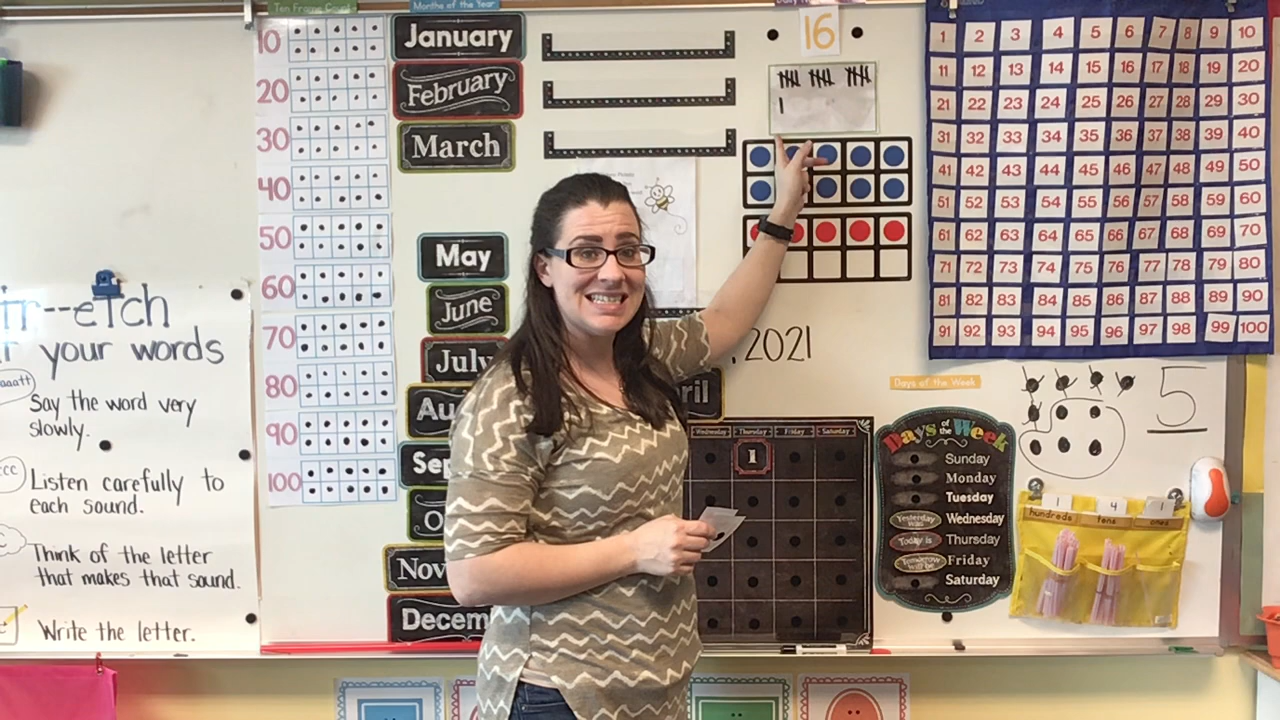 Ten Frame Count
10
20
30
40
50
60
70
80
90
100
Months of the Year
January
February
March
May
June
July
Au
Sep
O
Nov
Decem
ril
, 2021
16
etch
your words
Say the word very
slowly.
Listen carefully to
each sound.
Think of the letter
that makes that sound.
Write the letter.
1 2 3 4 5 6 7 8 9 10
11 12 13 14 15 16 17 18 19 20
21 22 23 24 25 26 27 28 29 30
31 32 33 34 35 36 37 38 39 40
41 42 43 44 45 46 47 48 49 50
51 52 53 54 55 56 57 58 59 60
61 62 63 64 65 66 67 68 69 70
71 72 73 74 75 76 77 78 79 80
81 82 83 84 85 86 87 88 89 90
91 92 93 94 95 96 97 98 99 100
Wednesday Thursday Friday Saturday
1
Days of the Week
Days of the Week
Sunday
Monday
Tuesday
Yesterday was Wednesday
Today is Thursday
Tomorrow will be Friday
Saturday
5
1 4 1
hundreds tens ones